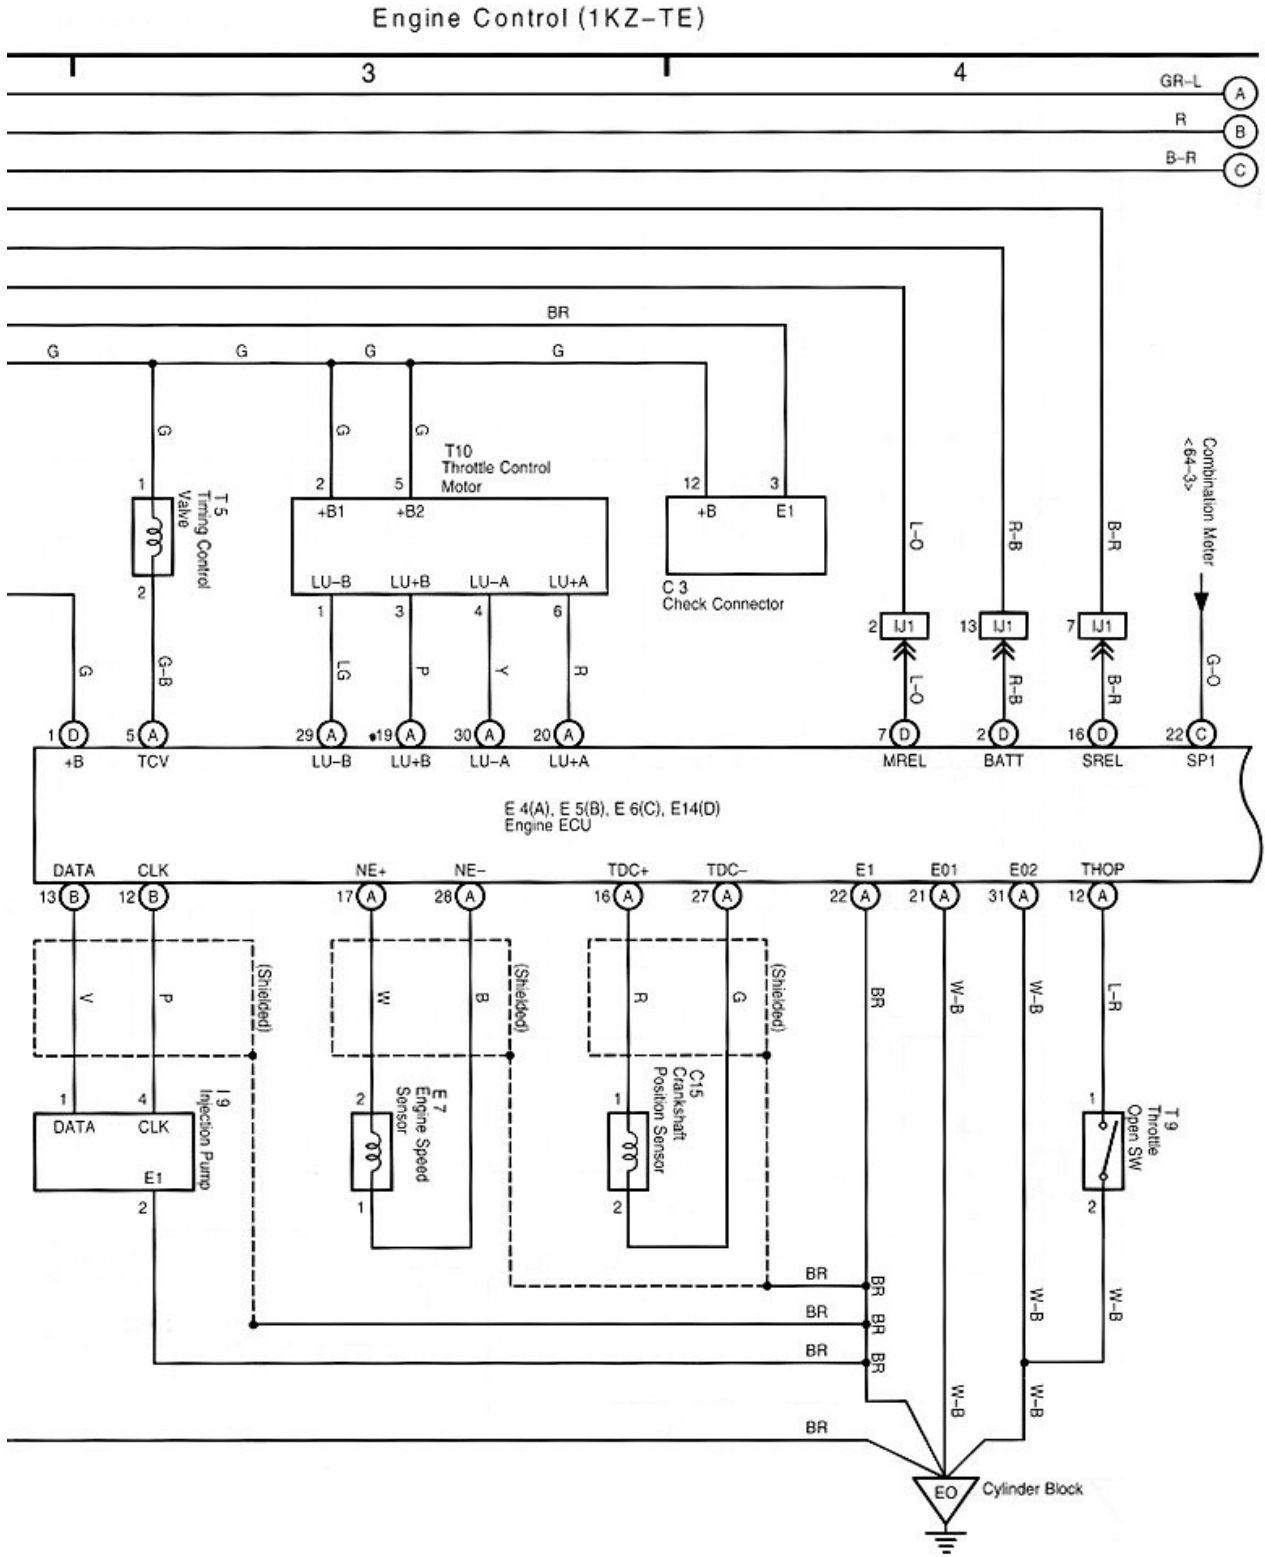 Engine Control (1KZ–TE)
3
4
GR–L
A
R
B
B–R
C
BR
G
G
G
G
G
G
G
T10
Throttle Control
Motor
1
T 5
Timing Control
Valve
2
2
+B1
5
+B2
LU–B
LU+B
LU–A
LU+A
1
3
4
6
12
3
+B
E1
C 3
Check Connector
L–O
R–B
B–R
Combination Meter
<64–3>
2
IJ1
13
IJ1
7
IJ1
G
G–B
LG
P
Y
R
L–O
R–B
B–R
G–O
1
D
5
A
29
A
19
A
30
A
20
A
7
D
2
D
16
D
22
C
+B
TCV
LU–B
LU+B
LU–A
LU+A
MREL
BATT
SREL
SP1
E 4(A), E 5(B), E 6(C), E14(D)
Engine ECU
DATA
CLK
NE+
NE–
TDC+
TDC–
E1
E01
E02
THOP
13
B
12
B
17
A
28
A
16
A
27
A
22
A
21
A
31
A
12
A
V
P
(Shielded)
W
B
(Shielded)
R
G
(Shielded)
BR
W–B
W–B
L–R
1
4
DATA
CLK
E1
2
I 9
Injection Pump
2
E 7
Engine Speed
Sensor
1
1
C15
Crankshaft
Position Sensor
2
1
T 9
Throttle
Open SW
2
BR
BR
BR
BR
BR
BR
W–B
W–B
W–B
W–B
BR
EO
Cylinder Block